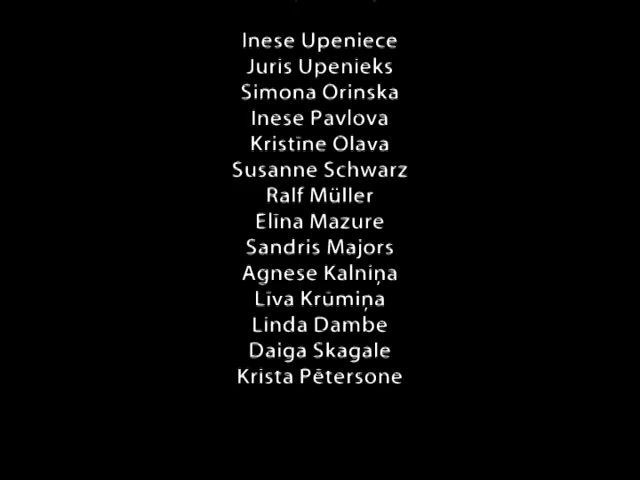 Inese Upeniece
Juris Upenieks
Simona Orinska
Inese Pavlova
Kristīne Olava
Susanne Schwarz
Ralf Müller
Elīna Mazure
Sandris Majors
Agnese Kalniņa
Līva Krūmiņa
Linda Dambe
Daiga Skagale
Krista Pētersone